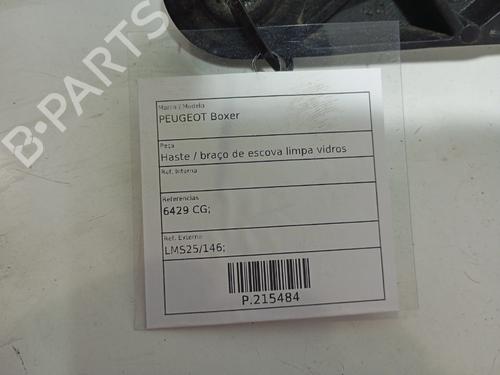 B-PARTS
Marca / Modelo
PEUGEOT Boxer
Peça
Haste / braço de escova limpa vidros
Ref. Interna
Referencias
6429 CG;
Ref. Externa
LMS25/146;
P.215484